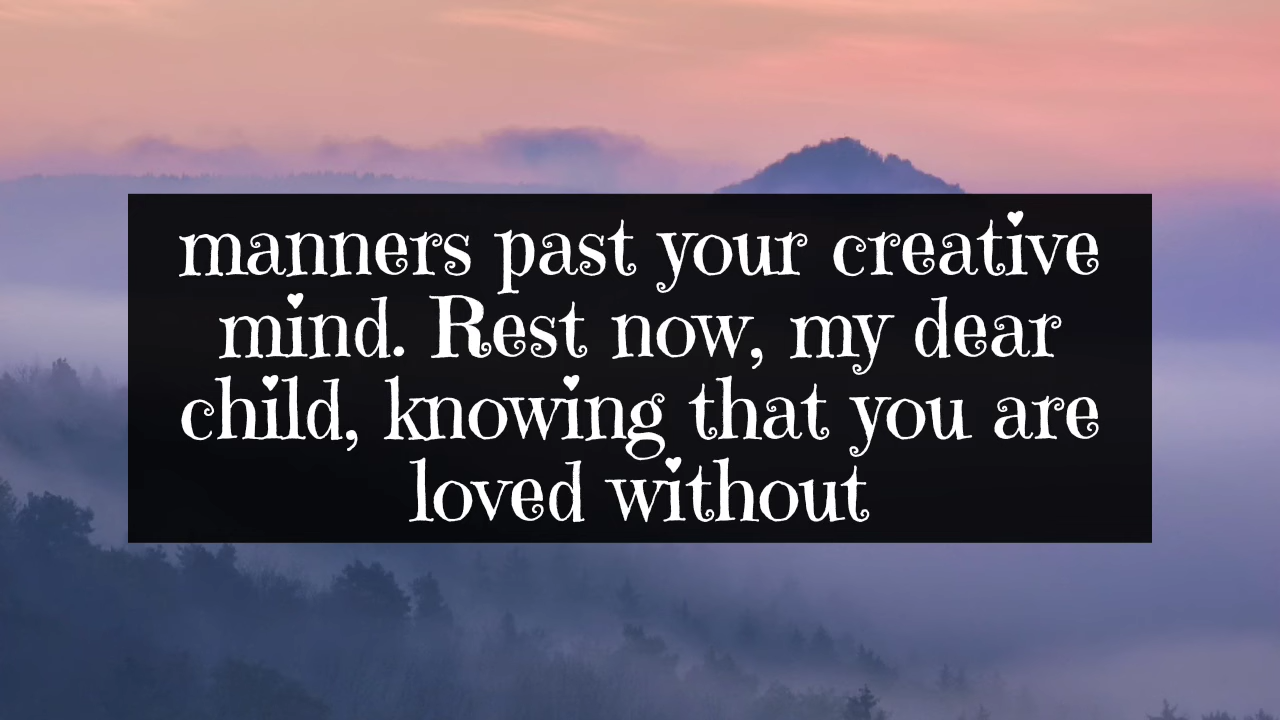 manners past your creative
mind. Rest now, my dear
child, knowing that you are
loved without